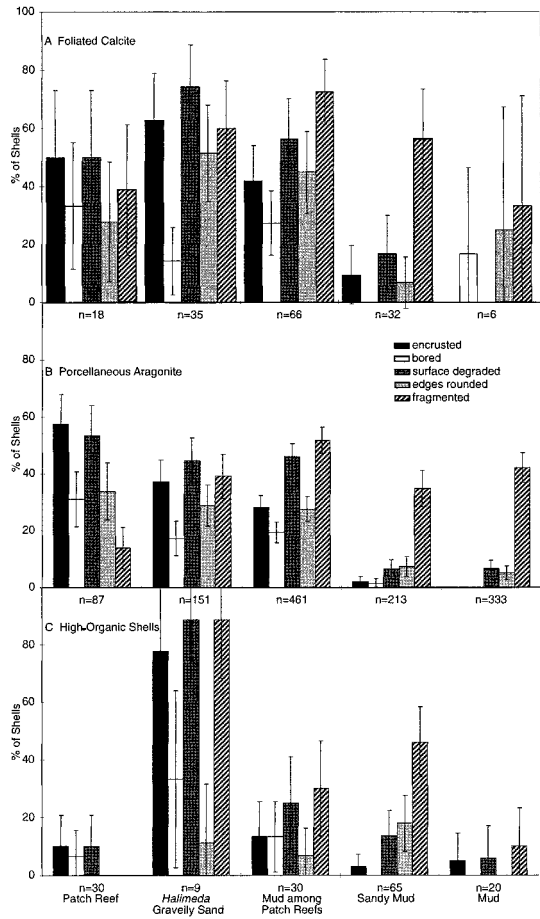 100
A Foliated Calcite
80
60
40
20
0
% of Shells
n=18 n=35 n=66 n=32 n=6
encrusted
bored
surface degraded
edges rounded
fragmented
B Porcellaneous Aragonite
80
60
40
20
0
% of Shells
n=87 n=151 n=461 n=213 n=333
C High-Organic Shells
80
60
40
20
0
% of Shells
n=30 n=9 n=30 n=65 n=20
Patch Reef Halimeda Mud among Sandy Mud Mud
Gravelly Sand Patch Reefs